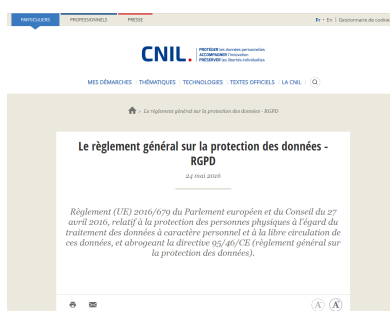 PARTICULIERS PROFESSIONNELS PRESSE Fr • En | Gestionnaire de cookies
CNIL.
PROTÉGER les données personnelles
ACCOMPAGNER l'innovation
PRÉSERVER les libertés individuelles
MES DÉMARCHES | THÉMATIQUES | TECHNOLOGIES | TEXTES OFFICIELS | LA CNIL |
> Le règlement général sur la protection des données - RGPD
Le règlement général sur la protection des données -
RGPD
24 mai 2016
Règlement (UE) 2016/679 du Parlement européen et du Conseil du 27
avril 2016, relatif à la protection des personnes physiques à l'égard du
traitement des données à caractère personnel et à la libre circulation de
ces données, et abrogeant la directive 95/46/CE (règlement général sur
la protection des données).
A- A+